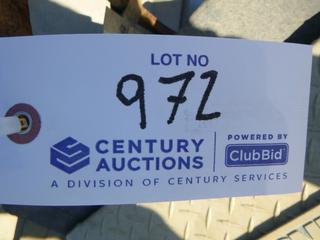 LOT NO
972
CENTURY
AUCTIONS
POWERED BY
ClubBid
A DIVISION OF CENTURY SERVICES